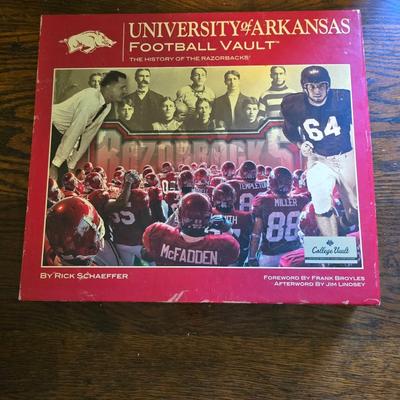 UNIVERSITY of ARKANSAS
FOOTBALL VAULT™
THE HISTORY OF THE RAZORBACKS®
64
RAZORBACKS
TEMPLETON
MILLER
88
McFADDEN
College Vault
BY RICK SCHAEFFER
FOREWORD BY FRANK BROYLES
AFTERWORD BY JIM LINDSEY